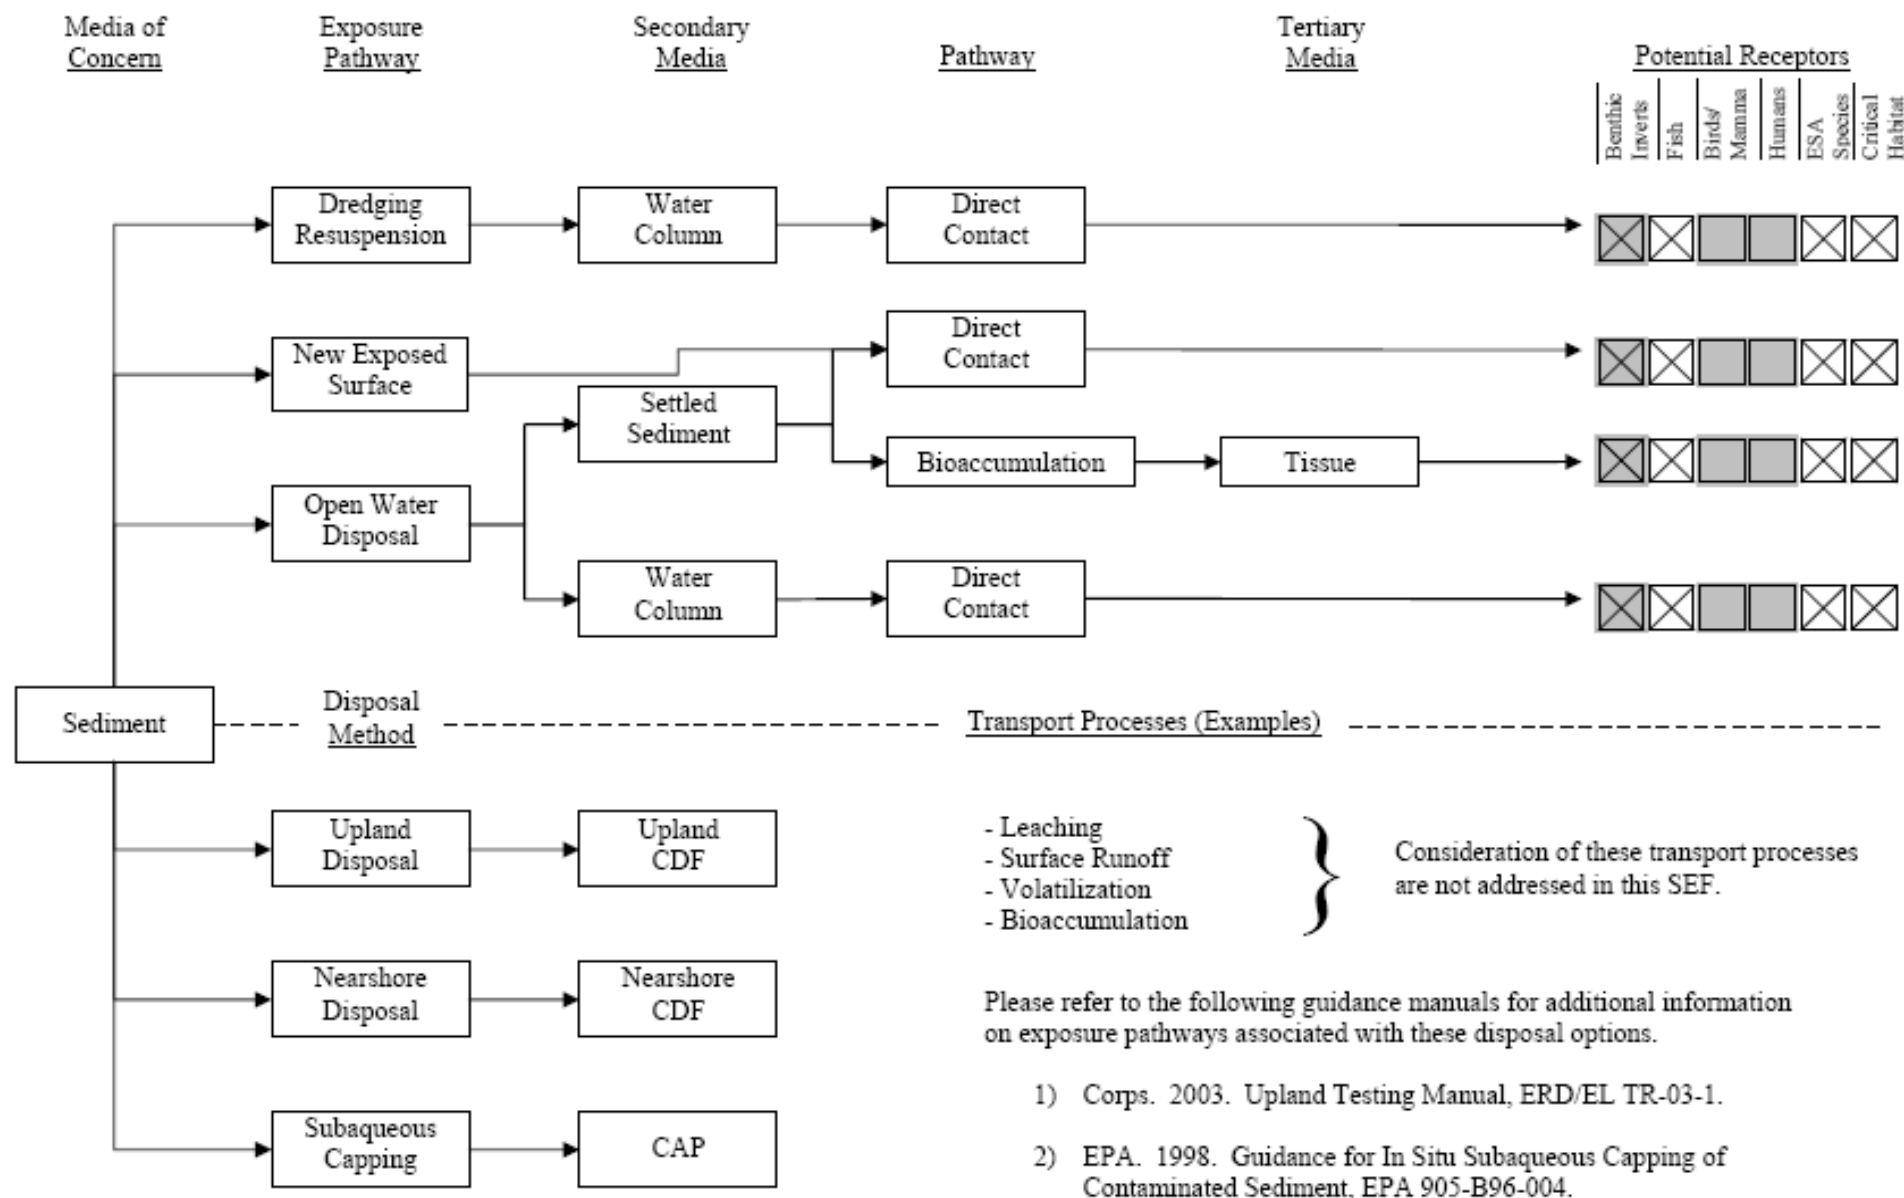 Media of
Concern
Exposure
Pathway
Secondary
Media
Pathway
Tertiary
Media
Potential Receptors
Benthic
Inverts
Fish
Birds/
Mamma
Humans
ESA
Species
Critical
Habitat
Dredging
Resuspension
Water
Column
Direct
Contact
New Exposed
Surface
Direct
Contact
Settled
Sediment
Bioaccumulation
Tissue
Open Water
Disposal
Water
Column
Direct
Contact
Sediment
Disposal
Method
Transport Processes (Examples)
Upland
Disposal
Upland
CDF
- Leaching
- Surface Runoff
- Volatilization
- Bioaccumulation
Consideration of these transport processes
are not addressed in this SEF.
Nearshore
Disposal
Nearshore
CDF
Please refer to the following guidance manuals for additional information
on exposure pathways associated with these disposal options.
1) Corps. 2003. Upland Testing Manual, ERD/EL TR-03-1.
Subaqueous
Capping
CAP
2) EPA. 1998. Guidance for In Situ Subaqueous Capping of
Contaminated Sediment, EPA 905-B96-004.